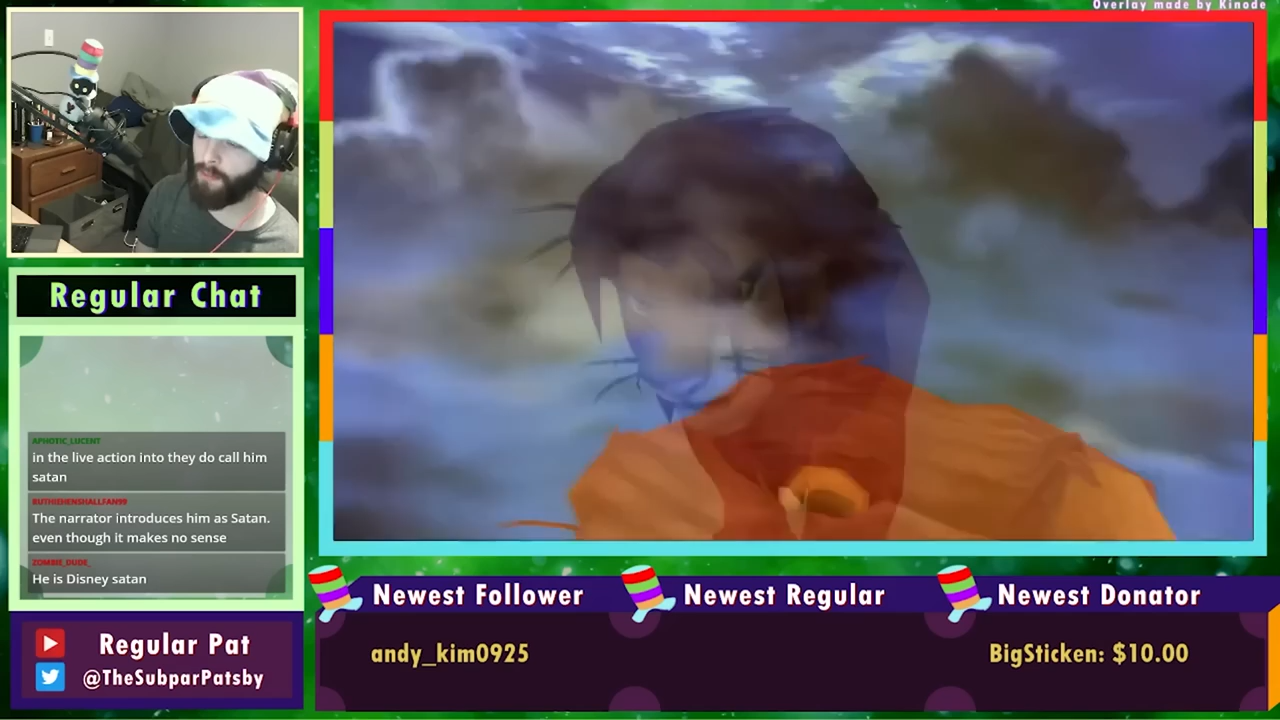 Overlay made by Kinode
Regular Chat
APHOTIC_LUCENT
in the live action into they do call him
satan
RUTHIEHENSHALLFAN99
The narrator introduces him as Satan.
even though it makes no sense
ZOMBIE_DUDE_
He is Disney satan
Regular Pat
@TheSubparPatsby
Newest Follower
andy_kim0925
Newest Regular
Newest Donator
BigSticken: $10.00